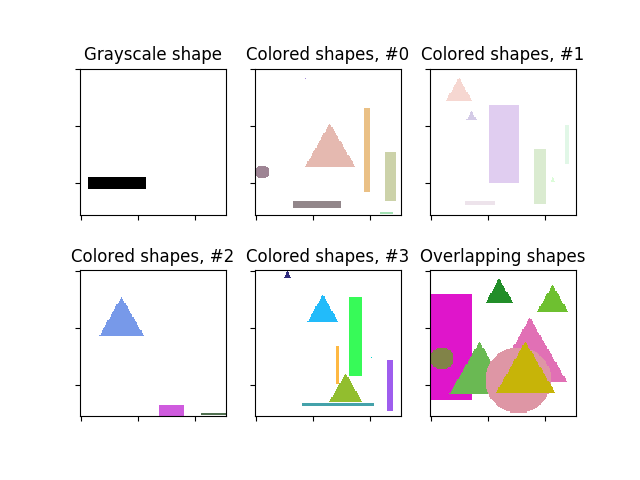 Grayscale shape
Colored shapes, #0
Colored shapes, #1
Colored shapes, #2
Colored shapes, #3
Overlapping shapes